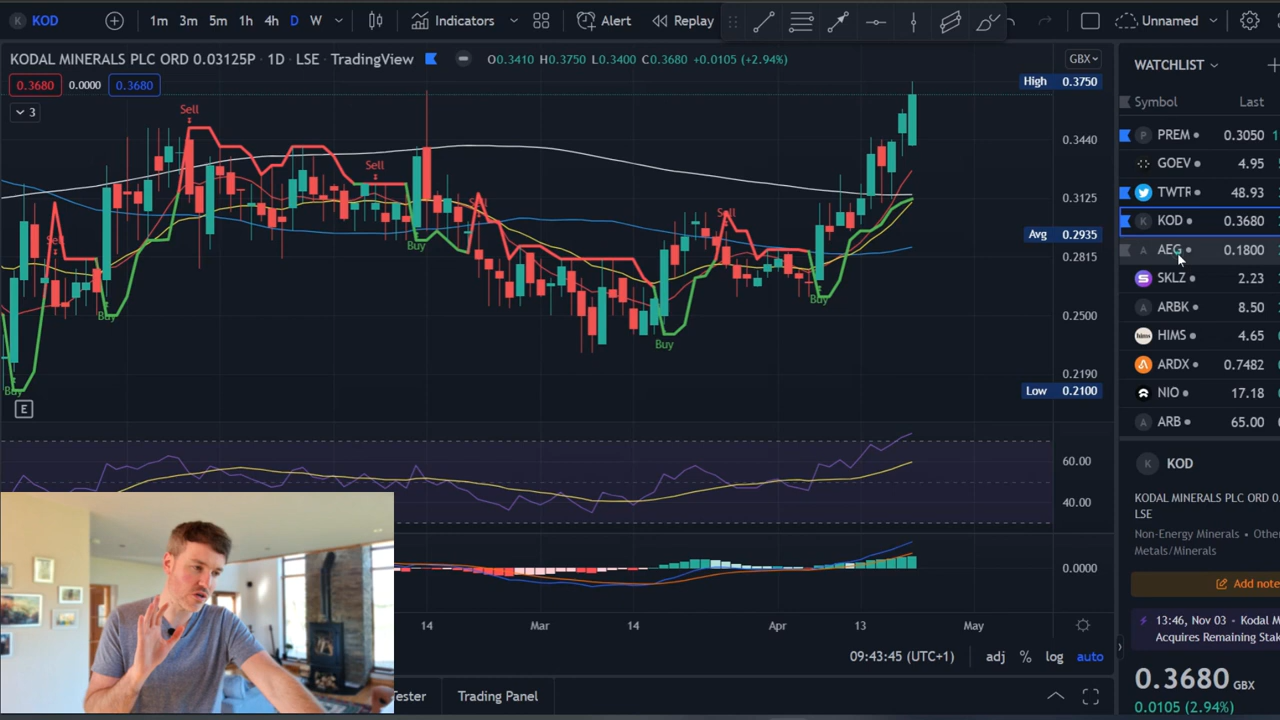 KOD
1m 3m 5m 1h 4h D W
Indicators
Alert
Replay
Unnamed
KODAL MINERALS PLC ORD 0.03125P · 1D · LSE · TradingView
O0.3410 H0.3750 L0.3400 C0.3680 +0.0105 (+2.94%)
GBX
0.3680 0.0000 0.3680
3
High 0.3750
0.3440
0.3125
Avg 0.2935
0.2815
0.2500
0.2190
Low 0.2100
Sell
Sell
Sell
Sell
Sell
Buy
Buy
Buy
Buy
Buy
E
60.00
40.00
0.0000
14 Mar 14 Apr 13 May
09:43:45 (UTC+1) adj % log auto
Tester Trading Panel
WATCHLIST
Symbol Last
PREM 0.3050
GOEV 4.95
TWTR 48.93
KOD 0.3680
AEG 0.1800
SKLZ 2.23
ARBK 8.50
HIMS 4.65
ARDX 0.7482
NIO 17.18
ARB 65.00
K KOD
KODAL MINERALS PLC ORD 0.
LSE
Non-Energy Minerals • Othe
Metals/Minerals
Add note
13:46, Nov 03 • Kodal M
Acquires Remaining Stak
0.3680 GBX
0.0105 (2.94%)